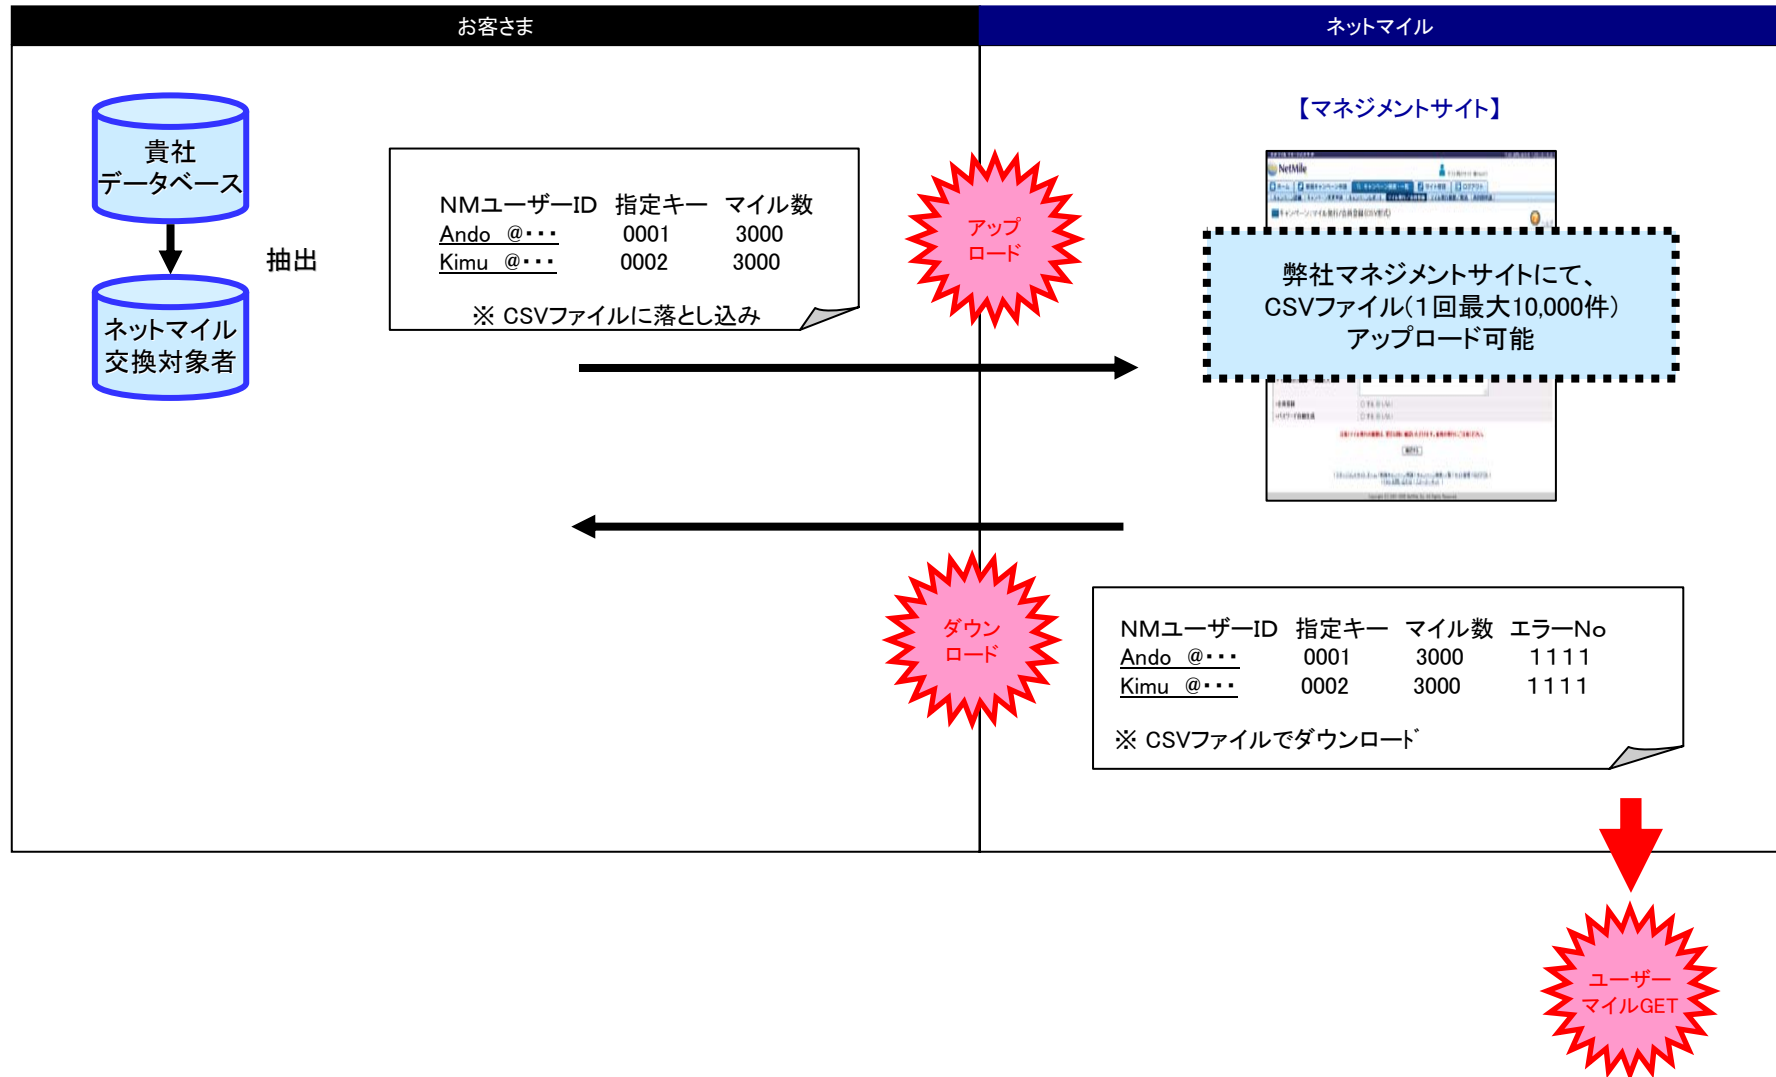 お客さま
ネットマイル
【マネジメントサイト】
貴社
データベース
抽出
ネットマイル
交換対象者
NMユーザーID 指定キー マイル数
Ando @・・・ 0001 3000
Kimu @・・・ 0002 3000
※ CSVファイルに落とし込み
アップ
ロード
NetMile
弊社マネジメントサイトにて、
CSVファイル(1回最大10,000件)
アップロード可能
ダウン
ロード
NMユーザーID 指定キー マイル数 エラーNo
Ando @・・・ 0001 3000 1111
Kimu @・・・ 0002 3000 1111
※ CSVファイルでダウンロード
ユーザー
マイルGET